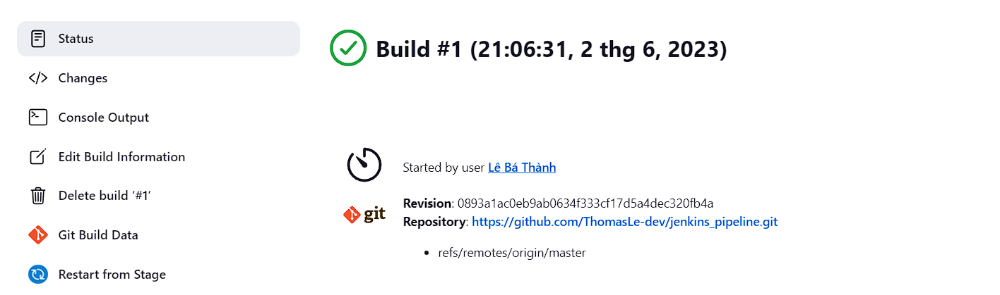 Status
Changes
Console Output
Edit Build Information
Delete build ‘#1’
Git Build Data
Restart from Stage
Build #1 (21:06:31, 2 thg 6, 2023)
Started by user Lê Bá Thành
git
Revision: 0893a1ac0eb9ab0634f333cf17d5a4dec320fb4a
Repository: https://github.com/ThomasLe-dev/jenkins_pipeline.git
• refs/remotes/origin/master